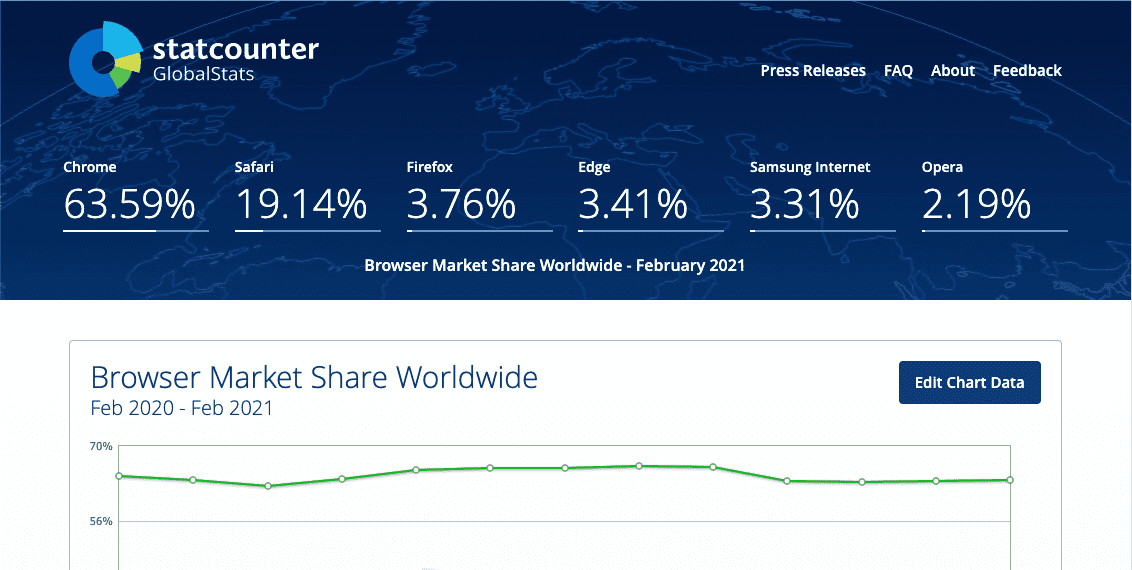 statcounter
GlobalStats
Press Releases FAQ About Feedback
Chrome Safari Firefox Edge Samsung Internet Opera
63.59% 19.14% 3.76% 3.41% 3.31% 2.19%
Browser Market Share Worldwide - February 2021
Browser Market Share Worldwide
Edit Chart Data
Feb 2020 - Feb 2021
70%
56%